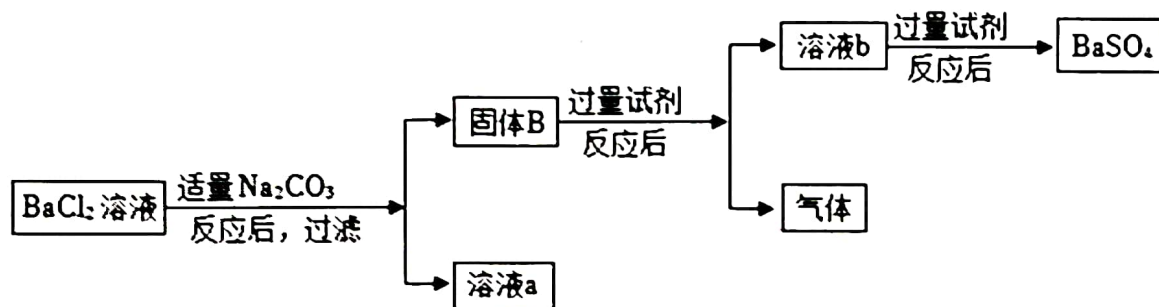 BaCl₂溶液
适量Na₂CO₃
反应后，过滤
固体B
溶液a
过量试剂
反应后
溶液b
气体
过量试剂
反应后
BaSO₄